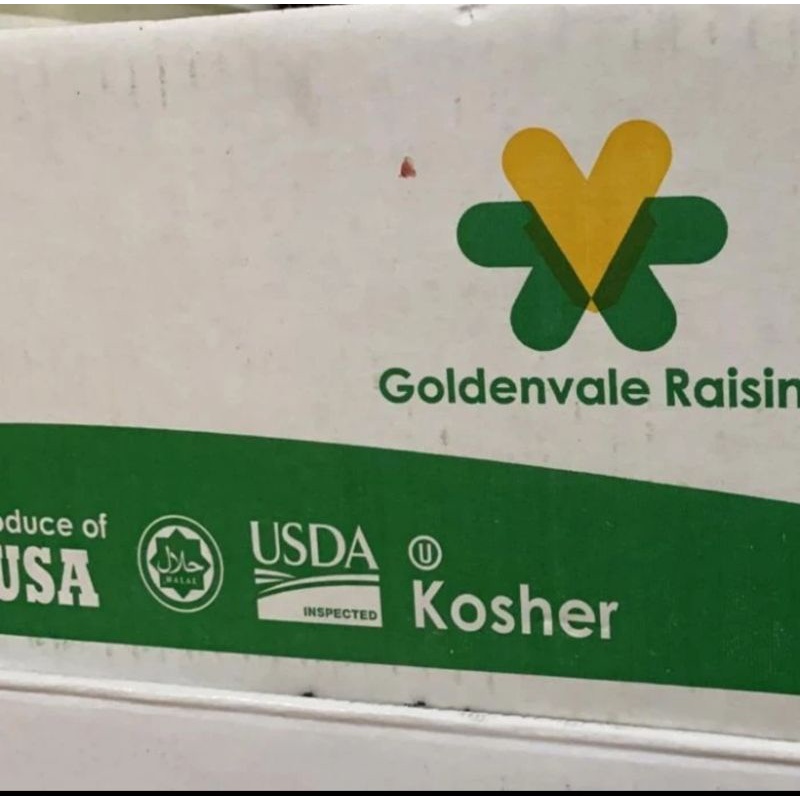 Goldenvale Raisin
oduce of
USA
حلال
HALAL
USDA
INSPECTED
U
Kosher